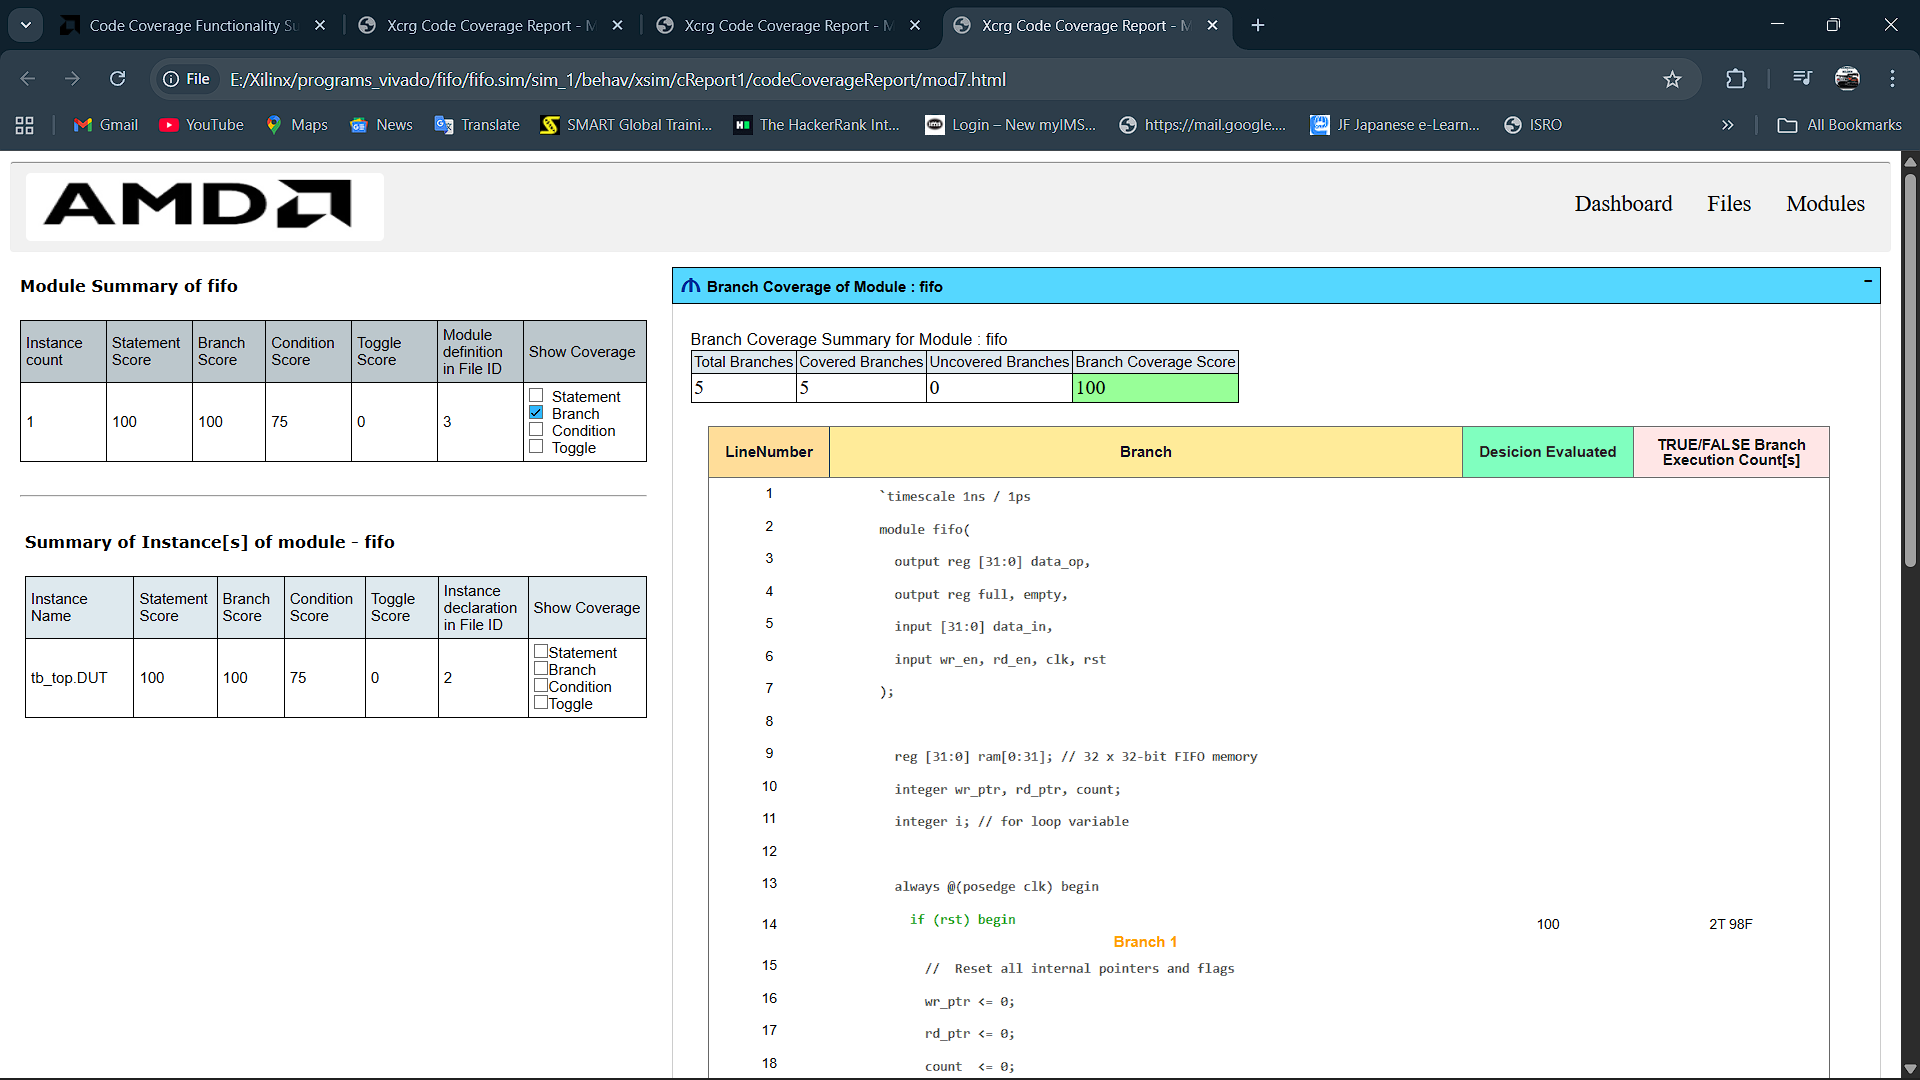 Code Coverage Functionality Su
Xcrg Code Coverage Report - M
Xcrg Code Coverage Report - M
Xcrg Code Coverage Report - M
File
E:/Xilinx/programs_vivado/fifo/fifo.sim/sim_1/behav/xsim/cReport1/codeCoverageReport/mod7.html
Gmail
YouTube
Maps
News
Translate
SMART Global Traini...
The HackerRank Int...
Login – New myIMS...
https://mail.google....
JF Japanese e-Learn...
ISRO
All Bookmarks
AMD
Dashboard Files Modules
Module Summary of fifo
Instance count Statement Score Branch Score Condition Score Toggle Score Module definition in File ID Show Coverage
1 100 100 75 0 3
Statement
Branch
Condition
Toggle
Summary of Instance[s] of module - fifo
Instance Name Statement Score Branch Score Condition Score Toggle Score Instance declaration in File ID Show Coverage
tb_top.DUT 100 100 75 0 2
Statement
Branch
Condition
Toggle
Branch Coverage of Module : fifo
Branch Coverage Summary for Module : fifo
Total Branches Covered Branches Uncovered Branches Branch Coverage Score
5 5 0 100
LineNumber Branch Desicion Evaluated TRUE/FALSE Branch Execution Count[s]
1 `timescale 1ns / 1ps
2 module fifo(
3 output reg [31:0] data_op,
4 output reg full, empty,
5 input [31:0] data_in,
6 input wr_en, rd_en, clk, rst
7 );
8
9 reg [31:0] ram[0:31]; // 32 x 32-bit FIFO memory
10 integer wr_ptr, rd_ptr, count;
11 integer i; // for loop variable
12
13 always @(posedge clk) begin
14 if (rst) begin 100 2T 98F
Branch 1
15 // Reset all internal pointers and flags
16 wr_ptr <= 0;
17 rd_ptr <= 0;
18 count <= 0;